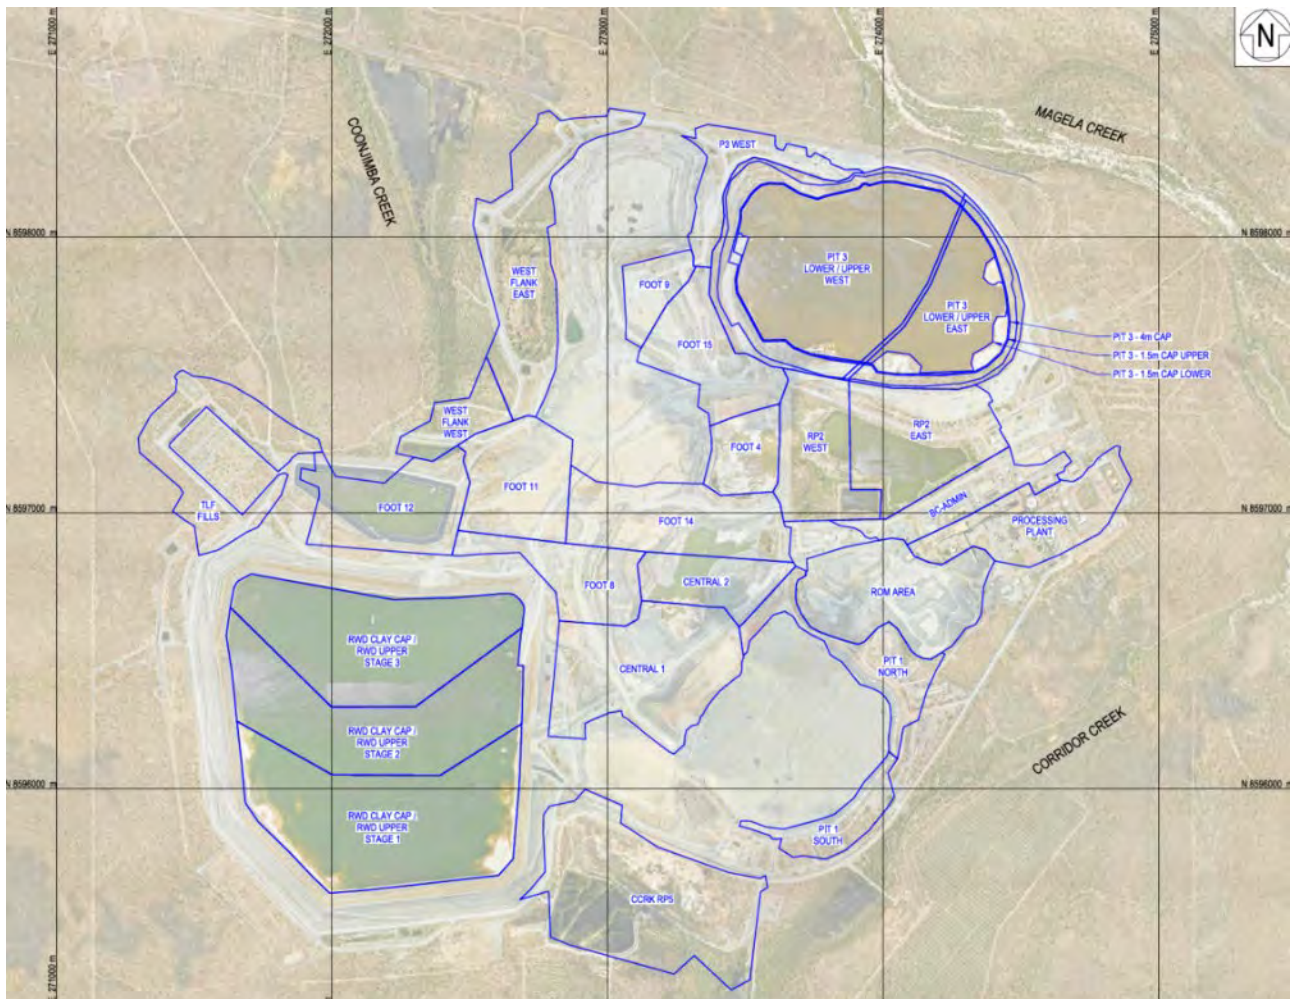 E 271000 m
E 272000 m
E 273000 m
E 274000 m
E 275000 m
N
COONJIMBA CREEK
MAGELA CREEK
P3 WEST
N 8598000 m
N 8598000 m
WEST
FLANK
EAST
FOOT 9
PIT 3
LOWER / UPPER
WEST
PIT 3
LOWER / UPPER
EAST
FOOT 15
PIT 3 - 4m CAP
PIT 3 - 1.5m CAP UPPER
PIT 3 - 1.5m CAP LOWER
WEST
FLANK
WEST
FOOT 4
RP2
WEST
RP2
EAST
TLF
FILLS
FOOT 12
FOOT 11
FOOT 14
BC-ADMIN
PROCESSING
PLANT
N 8597000 m
N 8597000 m
FOOT 8
CENTRAL 2
ROM AREA
RWD CLAY CAP /
RWD UPPER
STAGE 3
CENTRAL 1
PIT 1
NORTH
RWD CLAY CAP /
RWD UPPER
STAGE 2
CORRIDOR CREEK
N 8596000 m
N 8596000 m
RWD CLAY CAP /
RWD UPPER
STAGE 1
PIT 1
SOUTH
CCRK RP5
E 271000 m
E 272000 m
E 273000 m
E 274000 m
E 275000 m